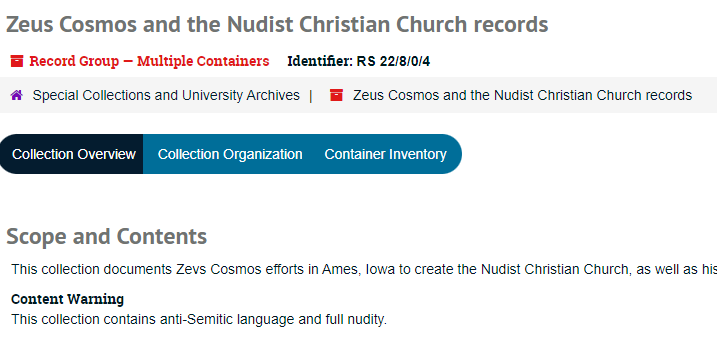 Zeus Cosmos and the Nudist Christian Church records
Record Group — Multiple Containers Identifier: RS 22/8/0/4
Special Collections and University Archives | Zeus Cosmos and the Nudist Christian Church records
Collection Overview Collection Organization Container Inventory
Scope and Contents
This collection documents Zevs Cosmos efforts in Ames, Iowa to create the Nudist Christian Church, as well as his
Content Warning
This collection contains anti-Semitic language and full nudity.